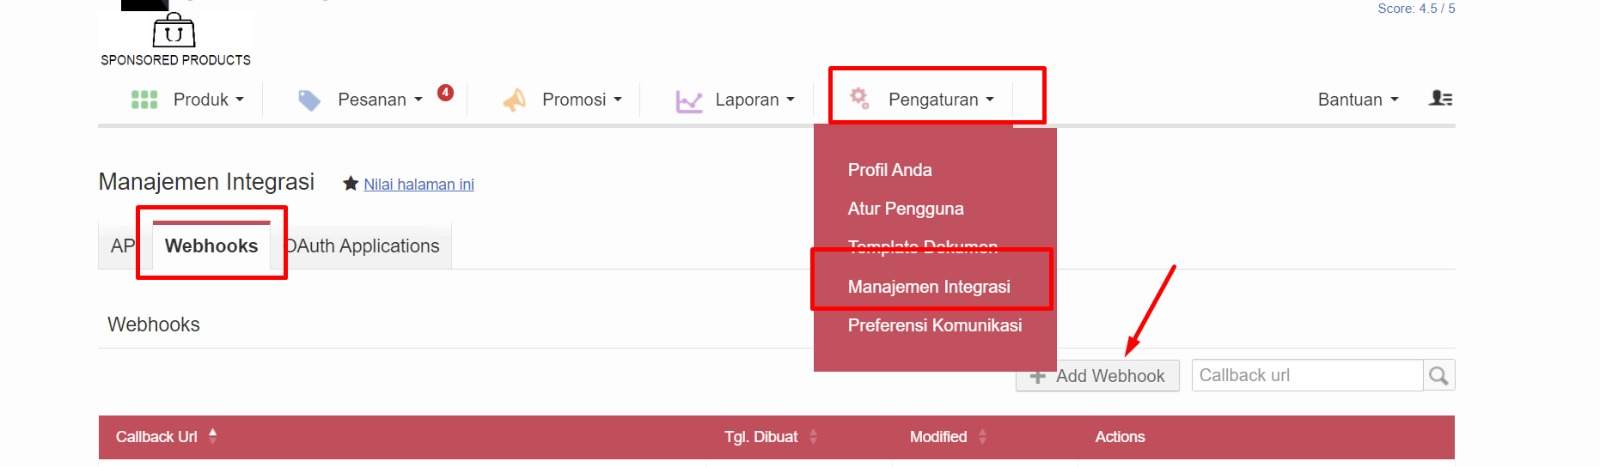 Score: 4.5 / 5
SPONSORED PRODUCTS
Produk
Pesanan
4
Promosi
Laporan
Pengaturan
Bantuan
Profil Anda
Atur Pengguna
Template Dokumen
Manajemen Integrasi
Preferensi Komunikasi
Manajemen Integrasi
Nilai halaman ini
AP
Webhooks
OAuth Applications
Webhooks
Add Webhook
Callback url
Callback Url
Tgl. Dibuat
Modified
Actions